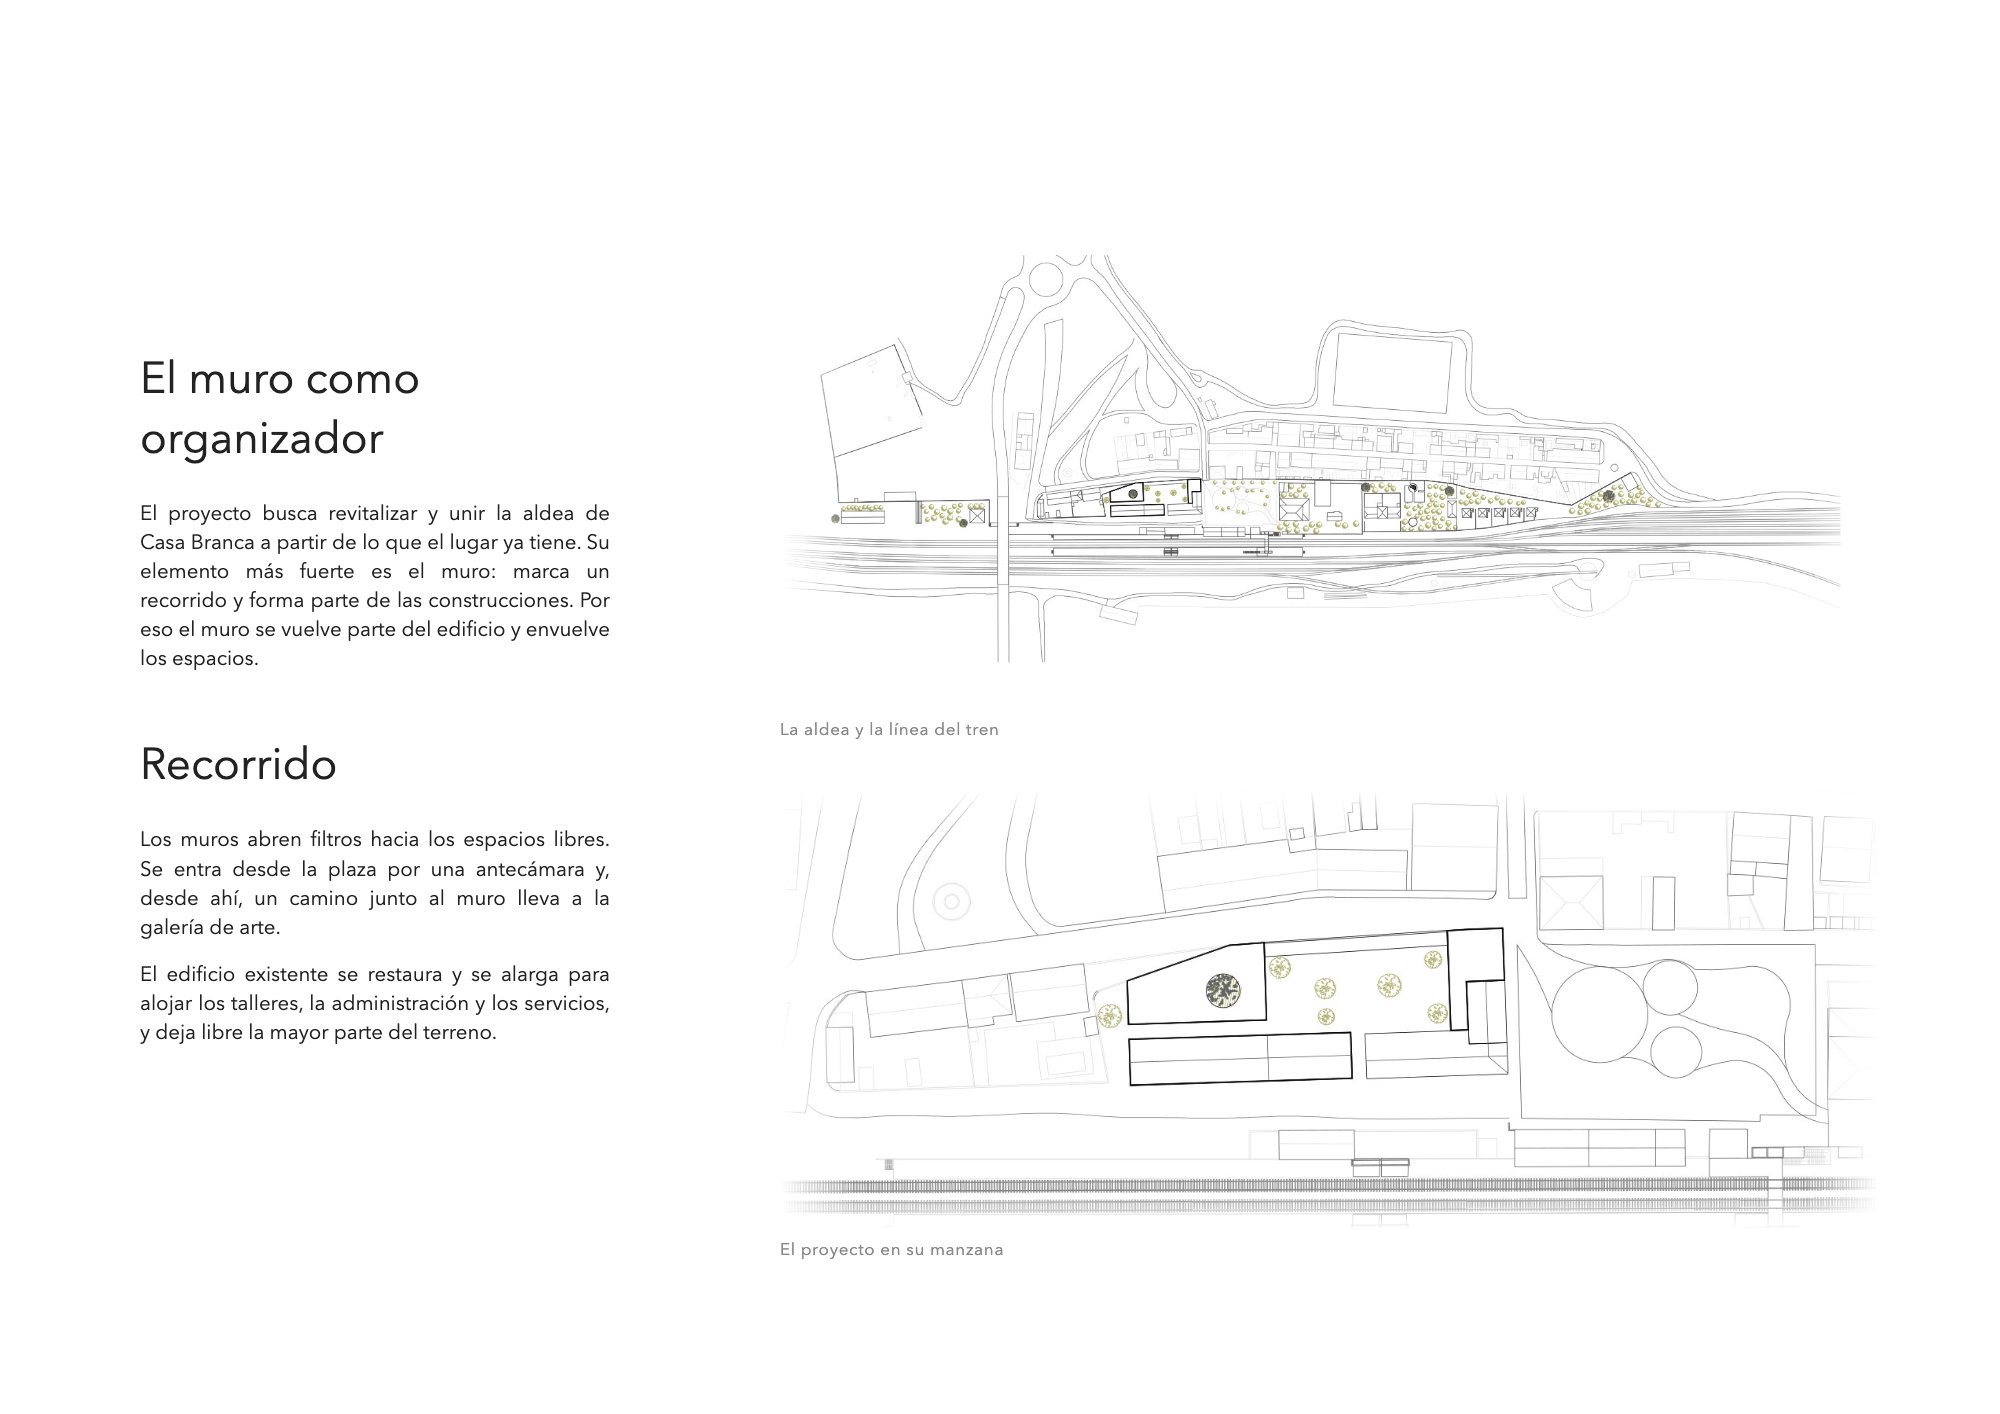 El muro como
organizador
El proyecto busca revitalizar y unir la aldea de
Casa Branca a partir de lo que el lugar ya tiene. Su
elemento más fuerte es el muro: marca un
recorrido y forma parte de las construcciones. Por
eso el muro se vuelve parte del edificio y envuelve
los espacios.
Recorrido
Los muros abren filtros hacia los espacios libres.
Se entra desde la plaza por una antecámara y,
desde ahí, un camino junto al muro lleva a la
galería de arte.
El edificio existente se restaura y se alarga para
alojar los talleres, la administración y los servicios,
y deja libre la mayor parte del terreno.
La aldea y la línea del tren
El proyecto en su manzana